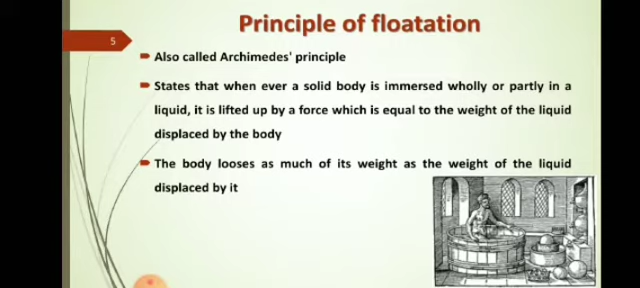 Principle of floatation
5
Also called Archimedes' principle
States that when ever a solid body is immersed wholly or partly in a
liquid, it is lifted up by a force which is equal to the weight of the liquid
displaced by the body
The body looses as much of its weight as the weight of the liquid
displaced by it